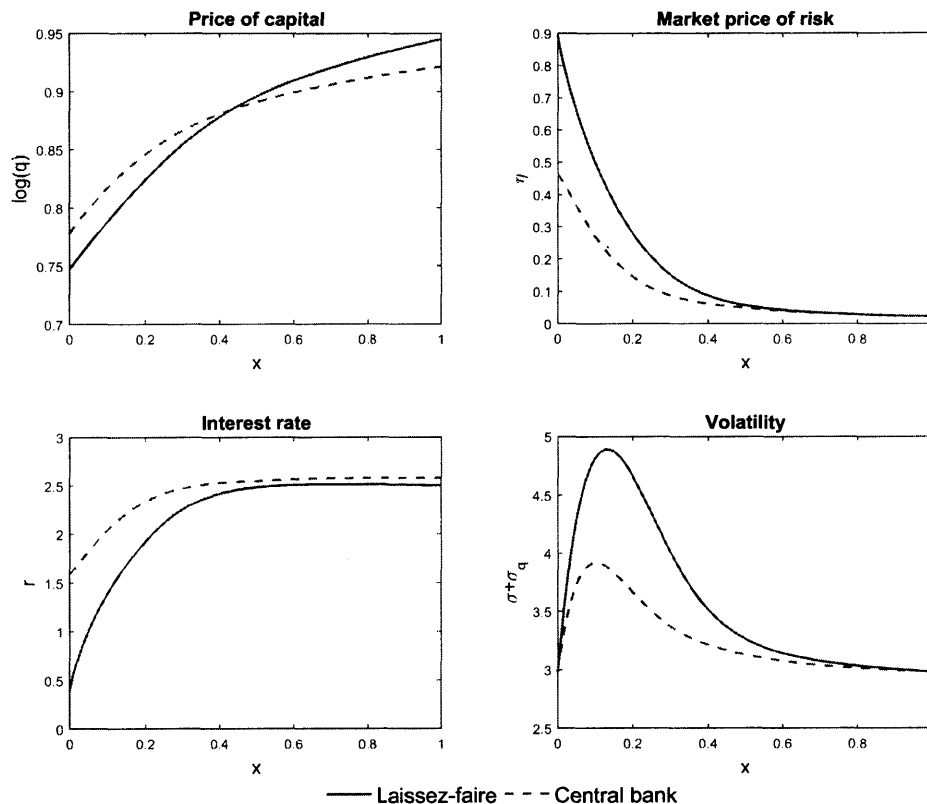 Price of capital
0.95
0.9
0.85
0.8
0.75
0.7
log(q)
0 0.2 0.4 0.6 0.8 1
x
Market price of risk
0.9
0.8
0.7
0.6
0.5
0.4
0.3
0.2
0.1
0
η
0 0.2 0.4 0.6 0.8
x
Interest rate
3
2.5
2
1.5
1
0.5
0
r
0 0.2 0.4 0.6 0.8 1
x
Volatility
5
4.5
4
3.5
3
2.5
σ+σq
0 0.2 0.4 0.6 0.8
x
Laissez-faire Central bank